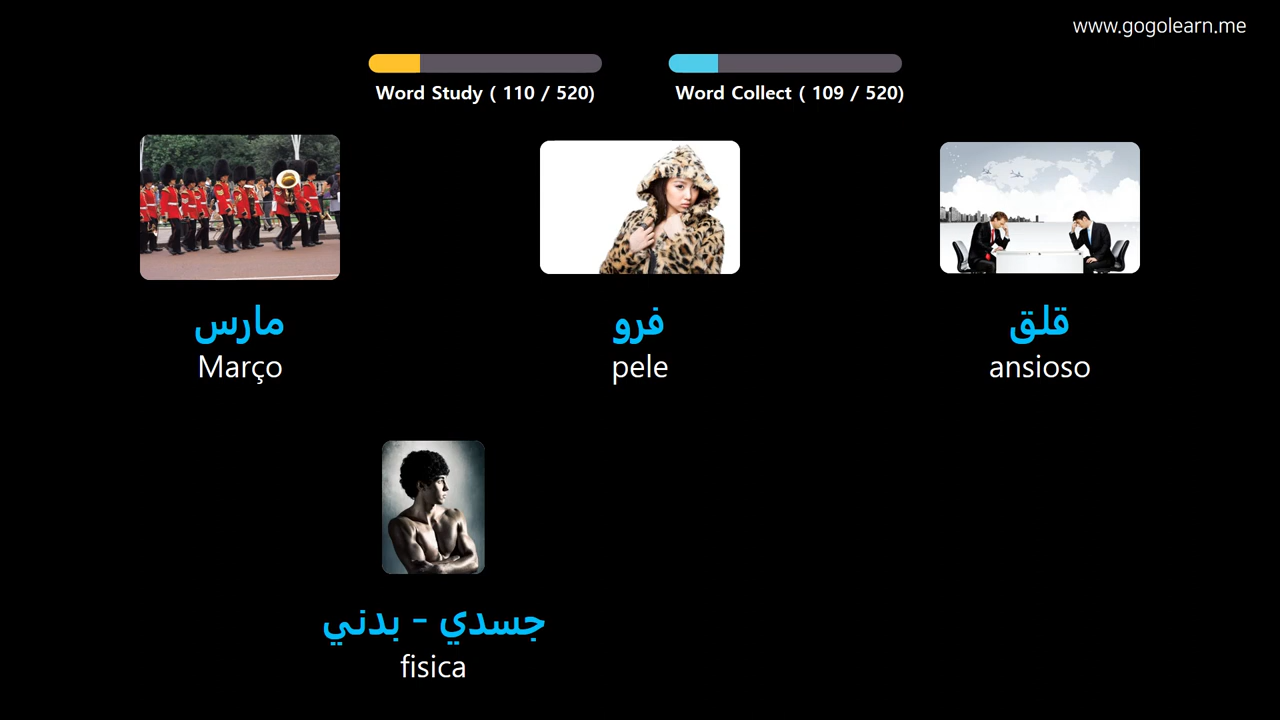 www.gogolearn.me
Word Study ( 110 / 520)
Word Collect ( 109 / 520)
مارس
Março
فرو
pele
قلق
ansioso
جسدي - بدني
fisica